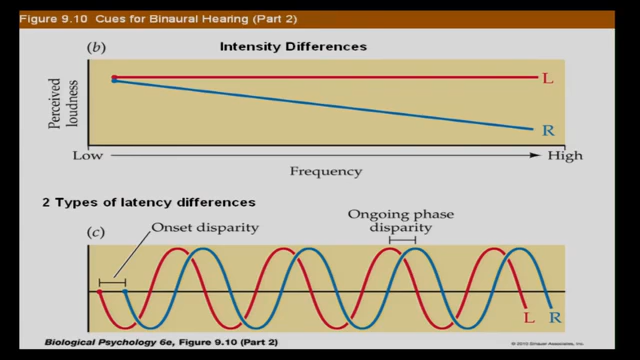 Figure 9.10 Cues for Binaural Hearing (Part 2)
(b) Intensity Differences
Perceived
loudness
L
R
Low High
Frequency
2 Types of latency differences
(c) Onset disparity
Ongoing phase
disparity
L R
Biological Psychology 6e, Figure 9.10 (Part 2)
© 2010 Sinauer Associates, Inc.